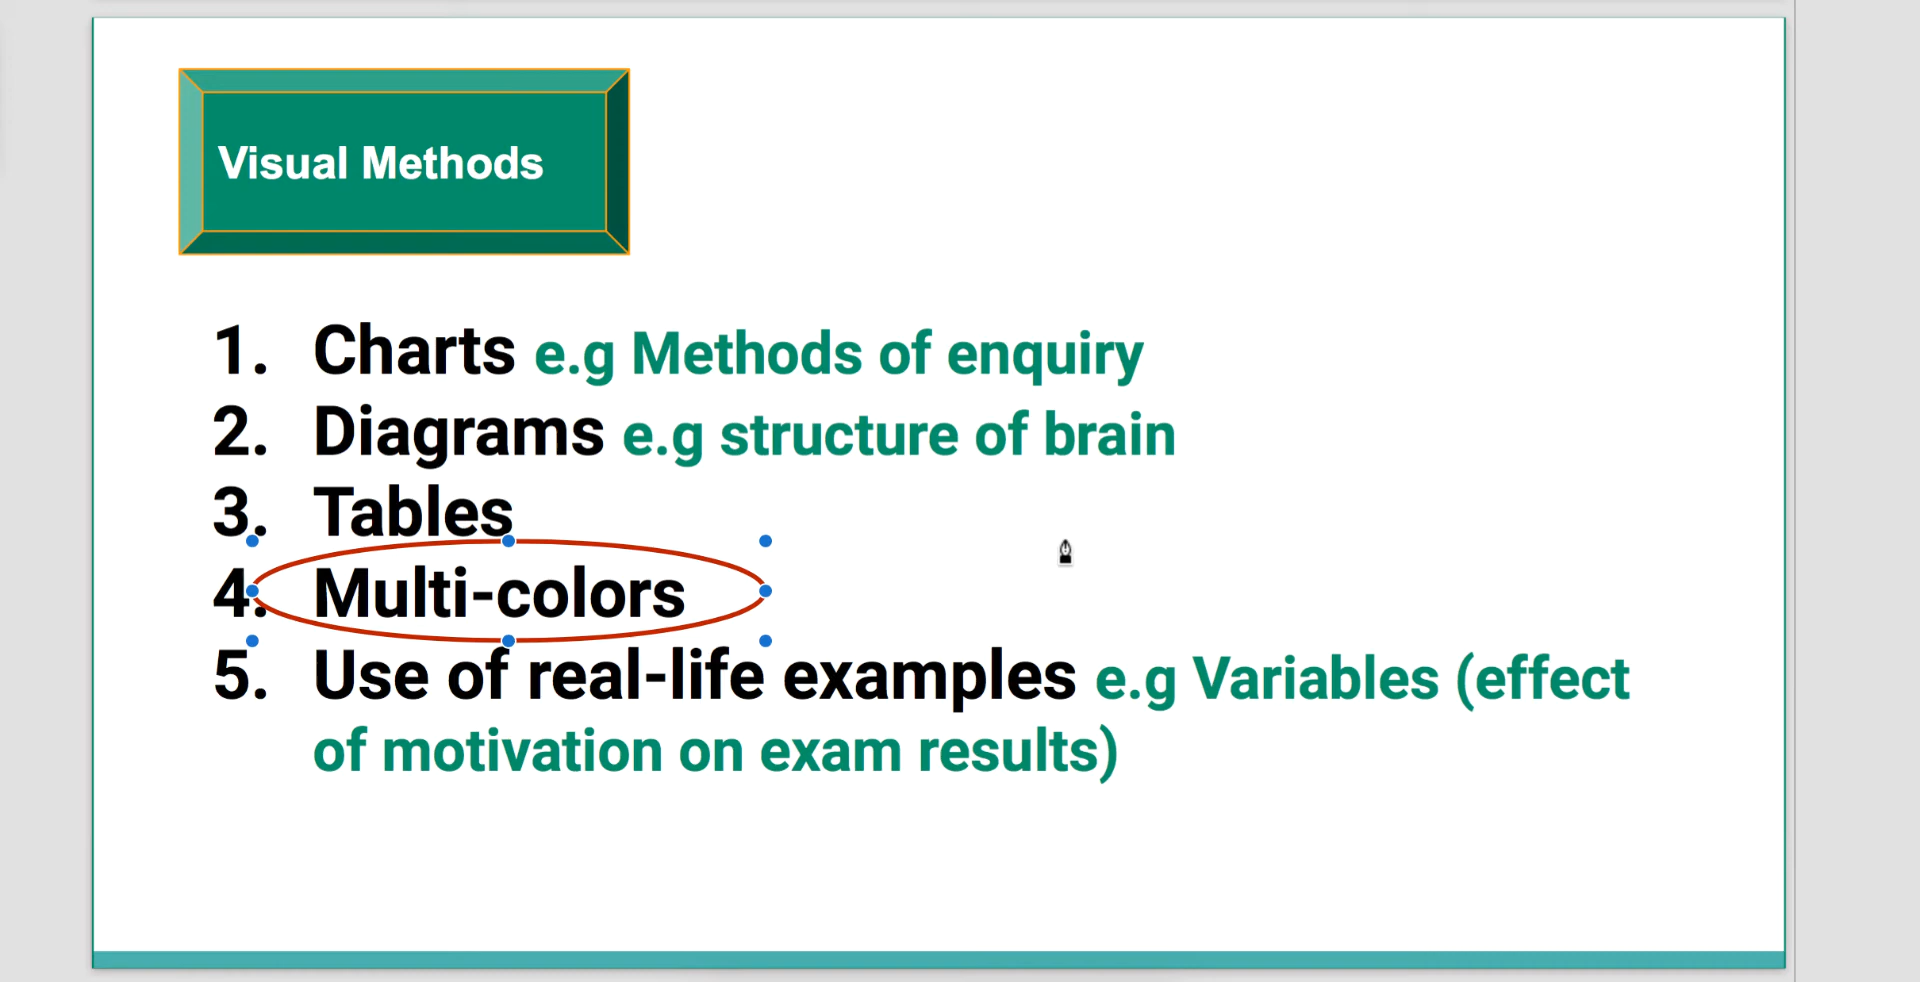 Visual Methods
1. Charts e.g Methods of enquiry
2. Diagrams e.g structure of brain
3. Tables
4. Multi-colors
5. Use of real-life examples e.g Variables (effect
of motivation on exam results)